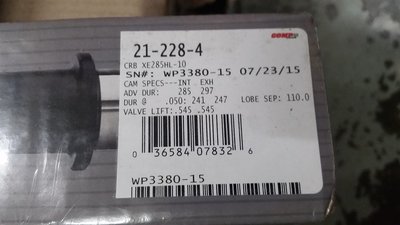 COMP
21-228-4
CRB XE285HL-10
SN#: WP3380-15 07/23/15
CAM SPECS---INT EXH
ADV DUR: 285 297
DUR @ .050: 241 247 LOBE SEP: 110.0
VALVE LIFT: .545 .545
0 36584 07832 6
WP3380-15